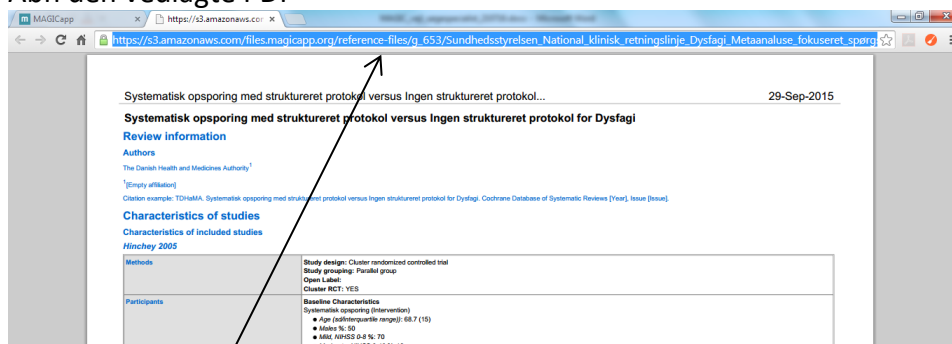 Åbn den vedlagte PDF
MAGICapp
https://s3.amazonaws.cor
https://s3.amazonaws.com/files.magicapp.org/reference-files/g_653/Sundhedsstyrelsen_National_klinisk_retningslinje_Dysfagi_Metaanaluse_fokuseret_spørg
Systematisk opsporing med struktureret protokol versus Ingen struktureret protokol... 29-Sep-2015
Systematisk opsporing med struktureret protokol versus Ingen struktureret protokol for Dysfagi
Review information
Authors
The Danish Health and Medicines Authority1
1[Empty affiliation]
Citation example: TDHaMA. Systematisk opsporing med struktureret protokol versus Ingen struktureret protokol for Dysfagi. Cochrane Database of Systematic Reviews [Year], Issue [Issue].
Characteristics of studies
Characteristics of included studies
Hinchey 2005
Methods
Study design: Cluster randomized controlled trial
Study grouping: Parallel group
Open Label:
Cluster RCT: YES
Participants
Baseline Characteristics
Systematisk opsporing (Intervention)
● Age (sd/interquartile range)): 68.7 (15)
● Males %: 50
● Mild, NIHSS 0-8 %: 70